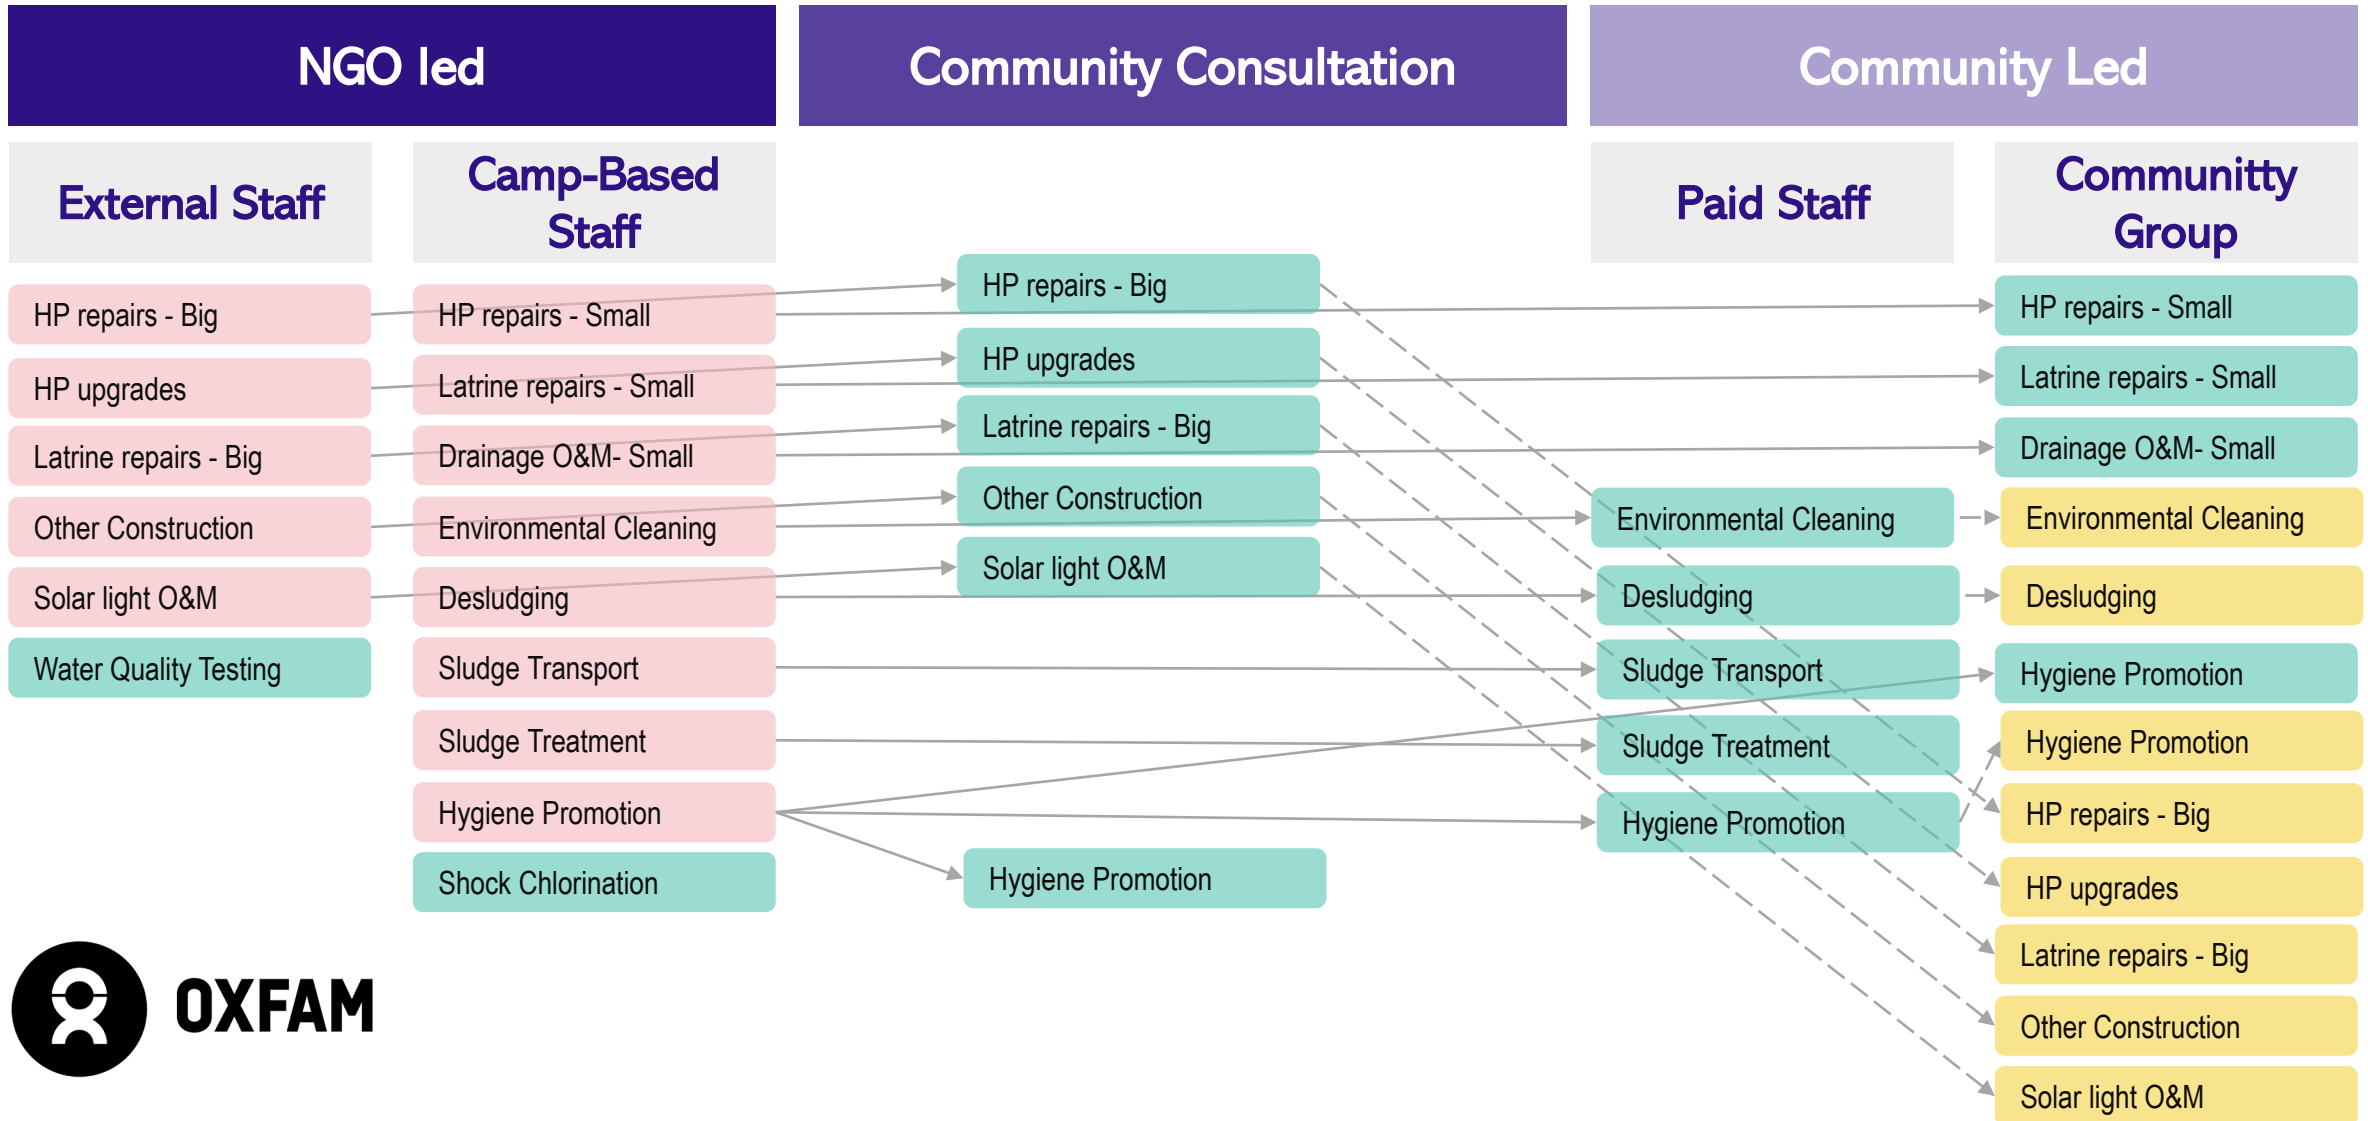 NGO led
Community Consultation
Community Led
External Staff
Camp-Based
Staff
Paid Staff
Communitty
Group
HP repairs - Big
HP upgrades
Latrine repairs - Big
Other Construction
Solar light O&M
Water Quality Testing
HP repairs - Small
Latrine repairs - Small
Drainage O&M- Small
Environmental Cleaning
Desludging
Sludge Transport
Sludge Treatment
Hygiene Promotion
Shock Chlorination
HP repairs - Big
HP upgrades
Latrine repairs - Big
Other Construction
Solar light O&M
Hygiene Promotion
Environmental Cleaning
Desludging
Sludge Transport
Sludge Treatment
Hygiene Promotion
HP repairs - Small
Latrine repairs - Small
Drainage O&M- Small
Environmental Cleaning
Desludging
Hygiene Promotion
Hygiene Promotion
HP repairs - Big
HP upgrades
Latrine repairs - Big
Other Construction
Solar light O&M
OXFAM